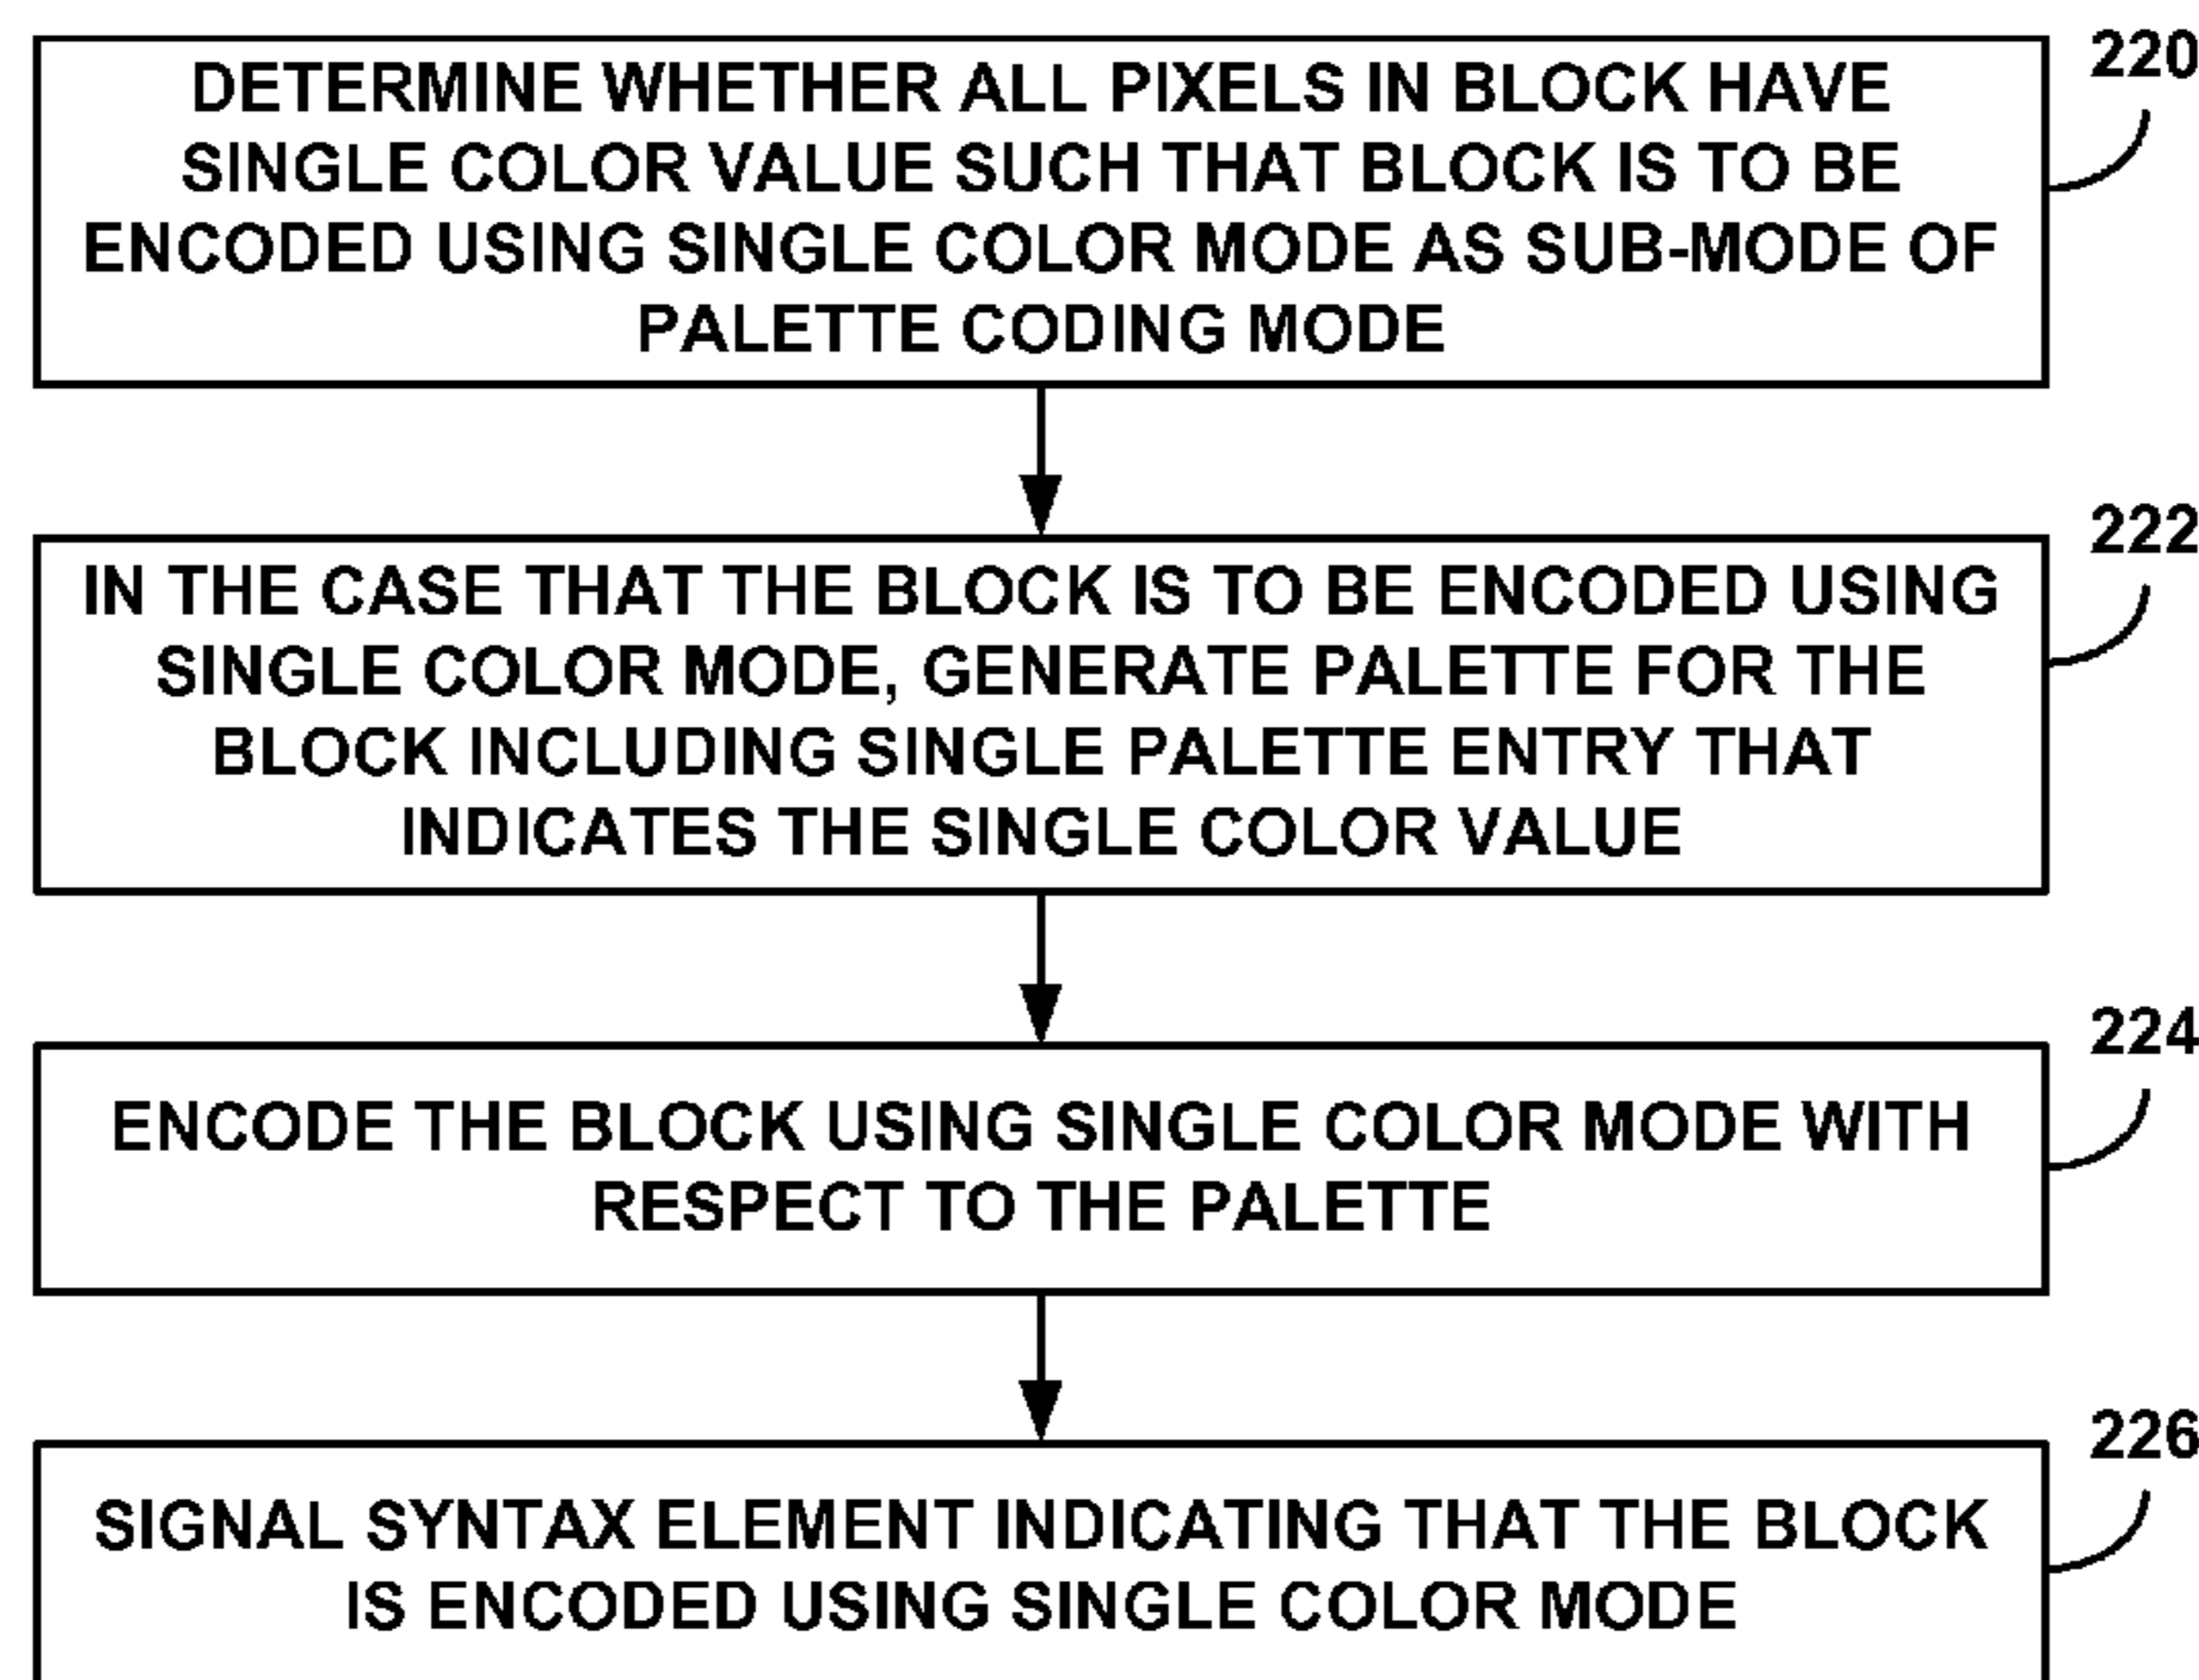 220
DETERMINE WHETHER ALL PIXELS IN BLOCK HAVE
SINGLE COLOR VALUE SUCH THAT BLOCK IS TO BE
ENCODED USING SINGLE COLOR MODE AS SUB-MODE OF
PALETTE CODING MODE
222
IN THE CASE THAT THE BLOCK IS TO BE ENCODED USING
SINGLE COLOR MODE, GENERATE PALETTE FOR THE
BLOCK INCLUDING SINGLE PALETTE ENTRY THAT
INDICATES THE SINGLE COLOR VALUE
224
ENCODE THE BLOCK USING SINGLE COLOR MODE WITH
RESPECT TO THE PALETTE
226
SIGNAL SYNTAX ELEMENT INDICATING THAT THE BLOCK
IS ENCODED USING SINGLE COLOR MODE